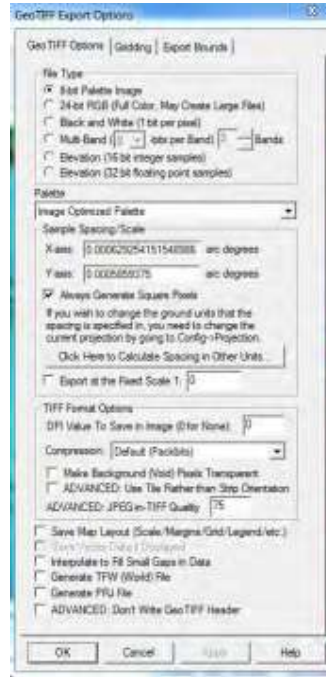 GeoTIFF Export Options
GeoTIFF Options | Gridding | Export Bounds
File Type
8-bit Palette Image
24-bit RGB (Full Color, May Create Large Files)
Black and White (1 bit per pixel)
Multi-Band ( bits per Band) Bands
Elevation (16 bit integer samples)
Elevation (32 bit floating point samples)
Palette
Image Optimized Palette
Sample Spacing/Scale
X-axis: arc degrees
Y-axis: 0.0005859375 arc degrees
Always Generate Square Pixels
If you wish to change the ground units that the
spacing is specified in, you need to change the
current projection by going to Config->Projection.
Click Here to Calculate Spacing in Other Units...
Export at the Fixed Scale 1: 0
TIFF Format Options
DPI Value To Save in Image (0 for None): 0
Compression: Default (Packbits)
Make Background (Void) Pixels Transparent
ADVANCED: Use Tile Rather than Strip Orientation
ADVANCED: JPEG-in-TIFF Quality 75
Save Map Layout (Scale/Margins/Grid/Legend/etc.)
Save Vector Data if Displayed
Interpolate to Fill Small Gaps in Data
Generate TFW (World) File
Generate PRJ File
ADVANCED: Don't Write GeoTIFF Header
OK Cancel Apply Help